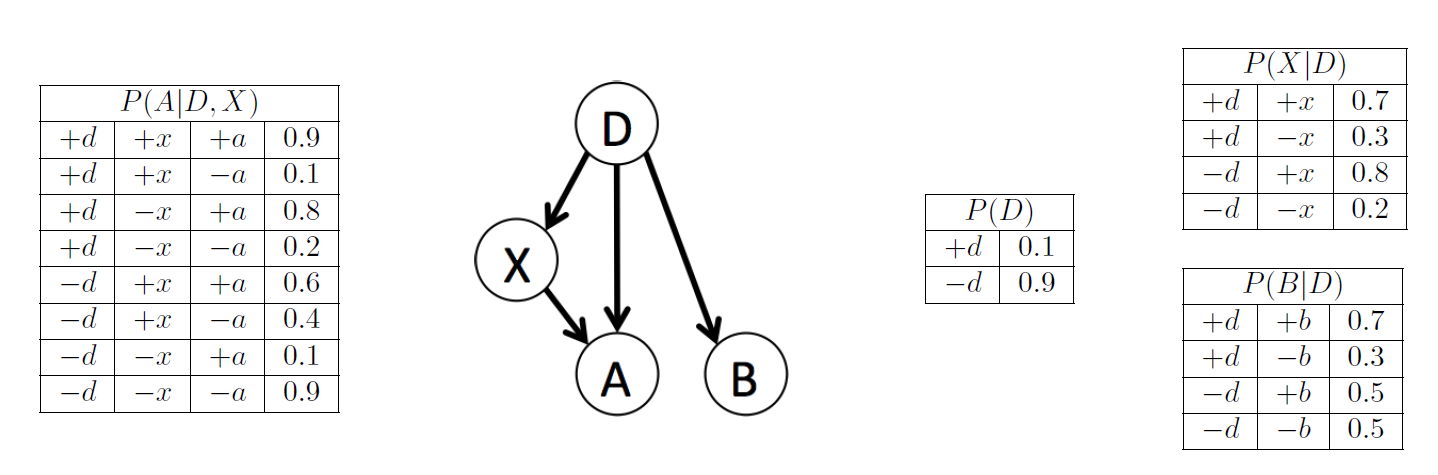 P(A|D, X)
+d +x +a 0.9
+d +x −a 0.1
+d −x +a 0.8
+d −x −a 0.2
−d +x +a 0.6
−d +x −a 0.4
−d −x +a 0.1
−d −x −a 0.9
D
X
A
B
P(D)
+d 0.1
−d 0.9
P(X|D)
+d +x 0.7
+d −x 0.3
−d +x 0.8
−d −x 0.2
P(B|D)
+d +b 0.7
+d −b 0.3
−d +b 0.5
−d −b 0.5